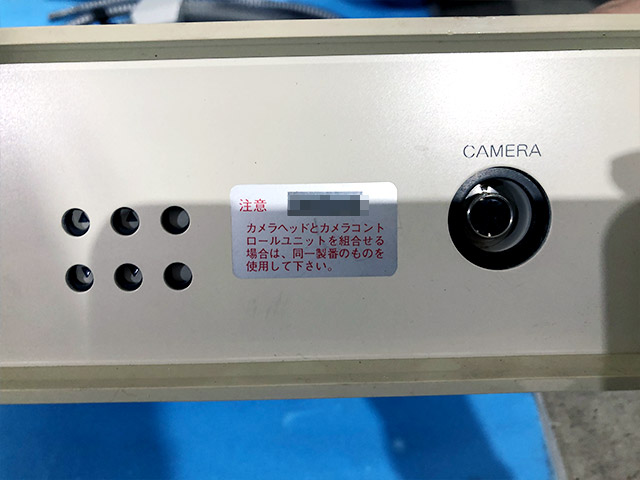 CAMERA
注意
カメラヘッドとカメラコント
ロールユニットを組合せる
場合は、同一製番のものを
使用して下さい。